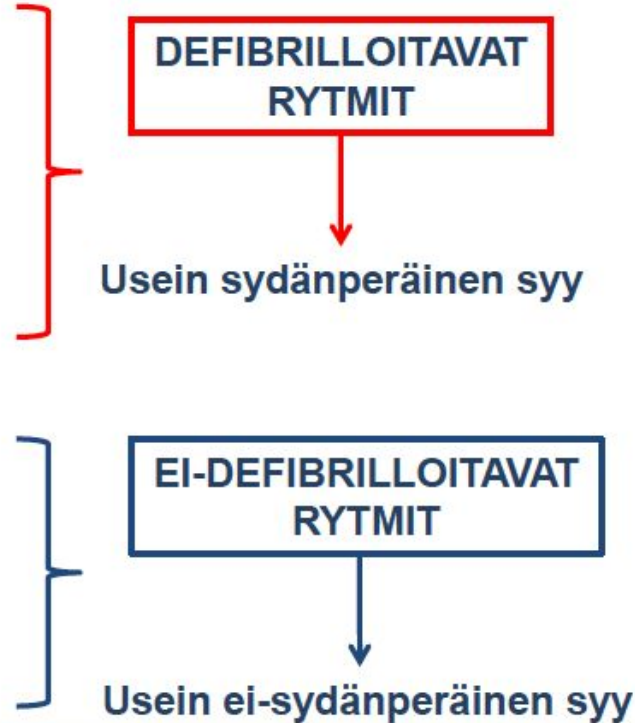 DEFIBRILLOITAVAT
RYTMIT
Usein sydänperäinen syy
EI-DEFIBRILLOITAVAT
RYTMIT
Usein ei-sydänperäinen syy